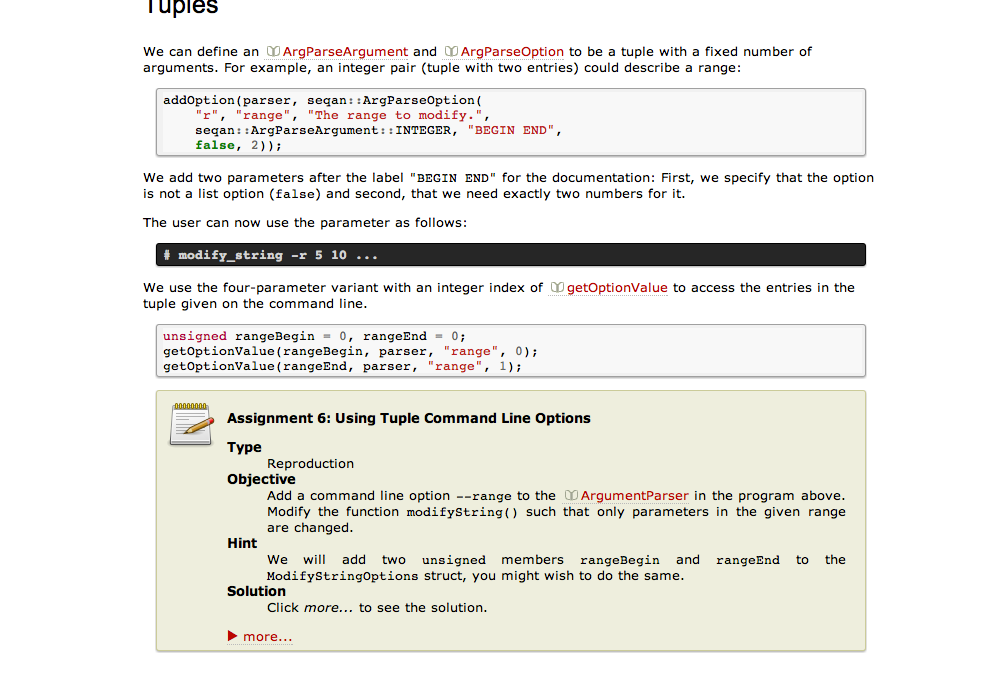 Tuples
We can define an ArgParseArgument and ArgParseOption to be a tuple with a fixed number of
arguments. For example, an integer pair (tuple with two entries) could describe a range:
addOption(parser, seqan::ArgParseOption(
"r", "range", "The range to modify.",
seqan::ArgParseArgument::INTEGER, "BEGIN END",
false, 2));
We add two parameters after the label "BEGIN END" for the documentation: First, we specify that the option
is not a list option (false) and second, that we need exactly two numbers for it.
The user can now use the parameter as follows:
# modify_string -r 5 10 ...
We use the four-parameter variant with an integer index of getOptionValue to access the entries in the
tuple given on the command line.
unsigned rangeBegin = 0, rangeEnd = 0;
getOptionValue(rangeBegin, parser, "range", 0);
getOptionValue(rangeEnd, parser, "range", 1);
Assignment 6: Using Tuple Command Line Options
Type
Reproduction
Objective
Add a command line option --range to the ArgumentParser in the program above.
Modify the function modifyString() such that only parameters in the given range
are changed.
Hint
We will add two unsigned members rangeBegin and rangeEnd to the
ModifyStringOptions struct, you might wish to do the same.
Solution
Click more... to see the solution.
more...